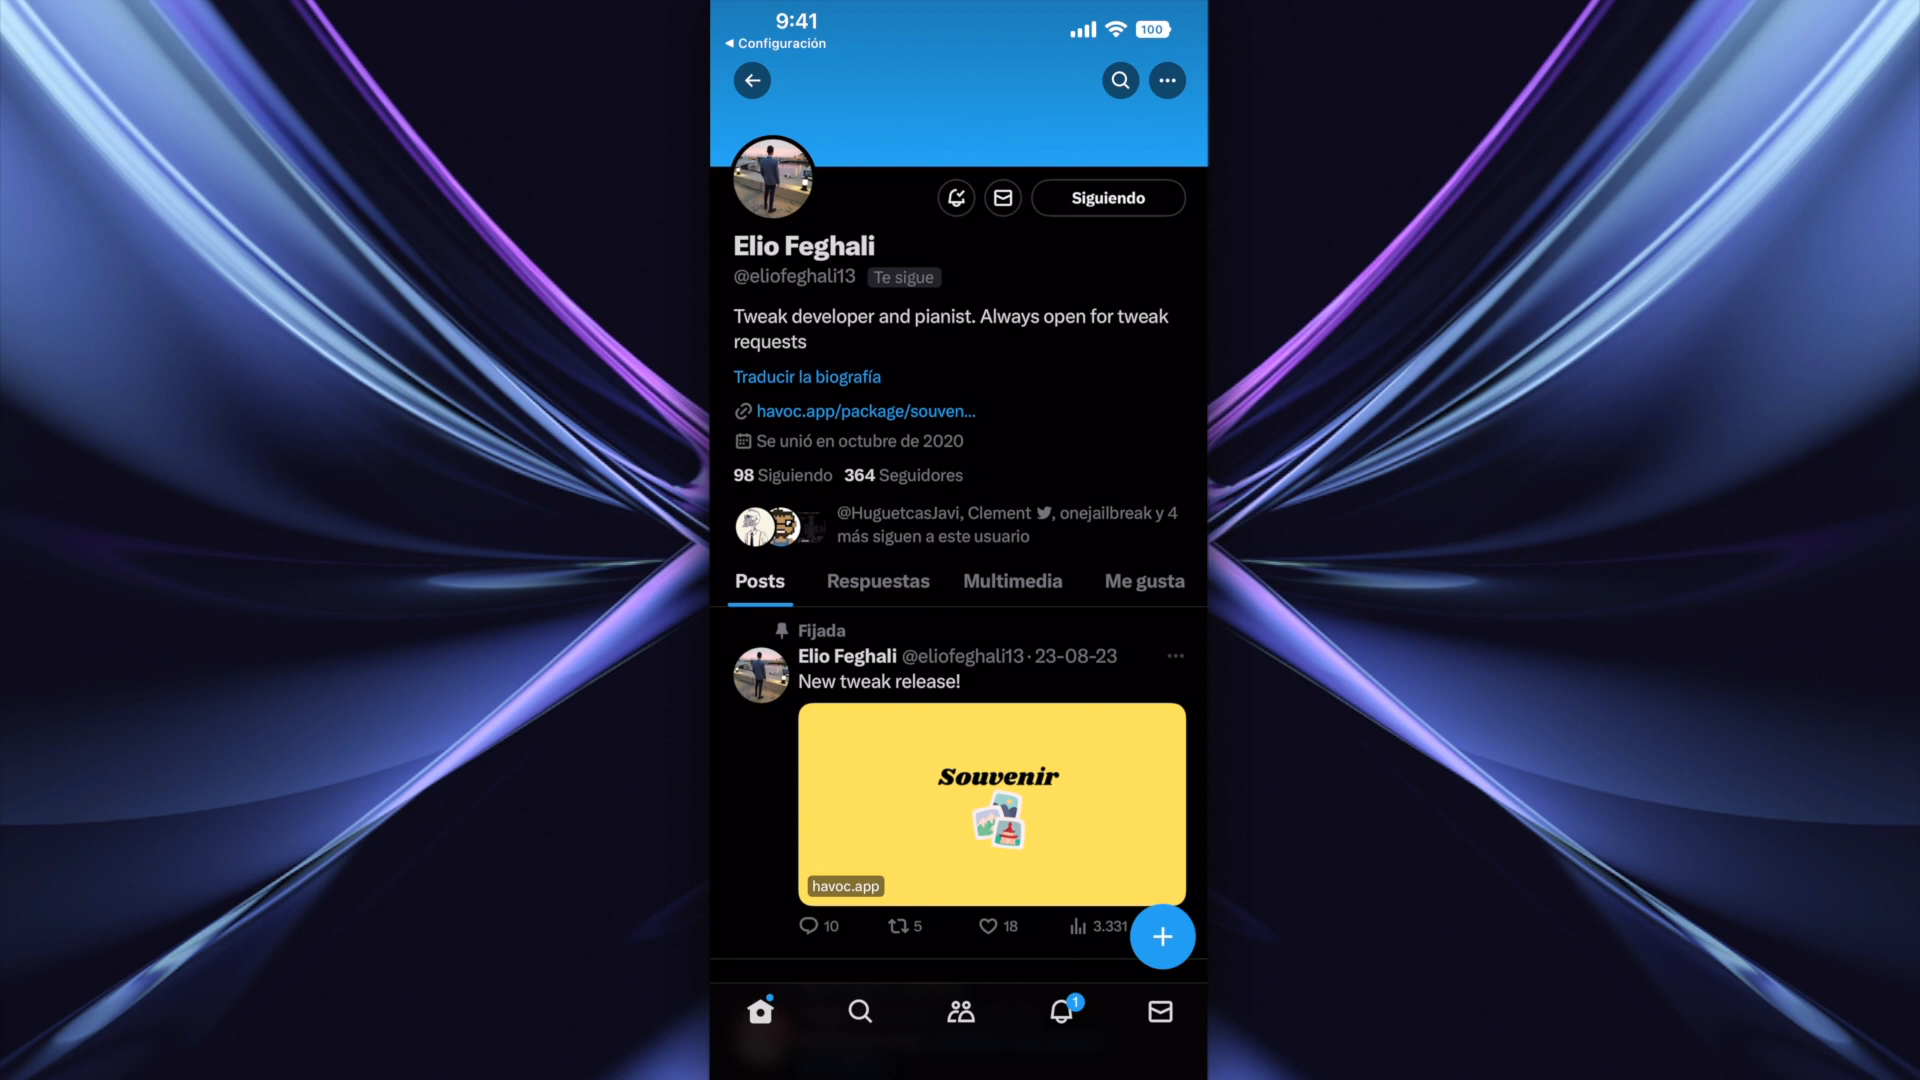 9:41
100
◀ Configuración
Siguiendo
Elio Feghali
@eliofeghali13 Te sigue
Tweak developer and pianist. Always open for tweak
requests
Traducir la biografía
havoc.app/package/souven...
Se unió en octubre de 2020
98 Siguiendo 364 Seguidores
@HuguetcasJavi, Clement , onejailbreak y 4
más siguen a este usuario
Posts Respuestas Multimedia Me gusta
Fijada
Elio Feghali @eliofeghali13 · 23-08-23
New tweak release!
Souvenir
havoc.app
10 5 18 3.331
1